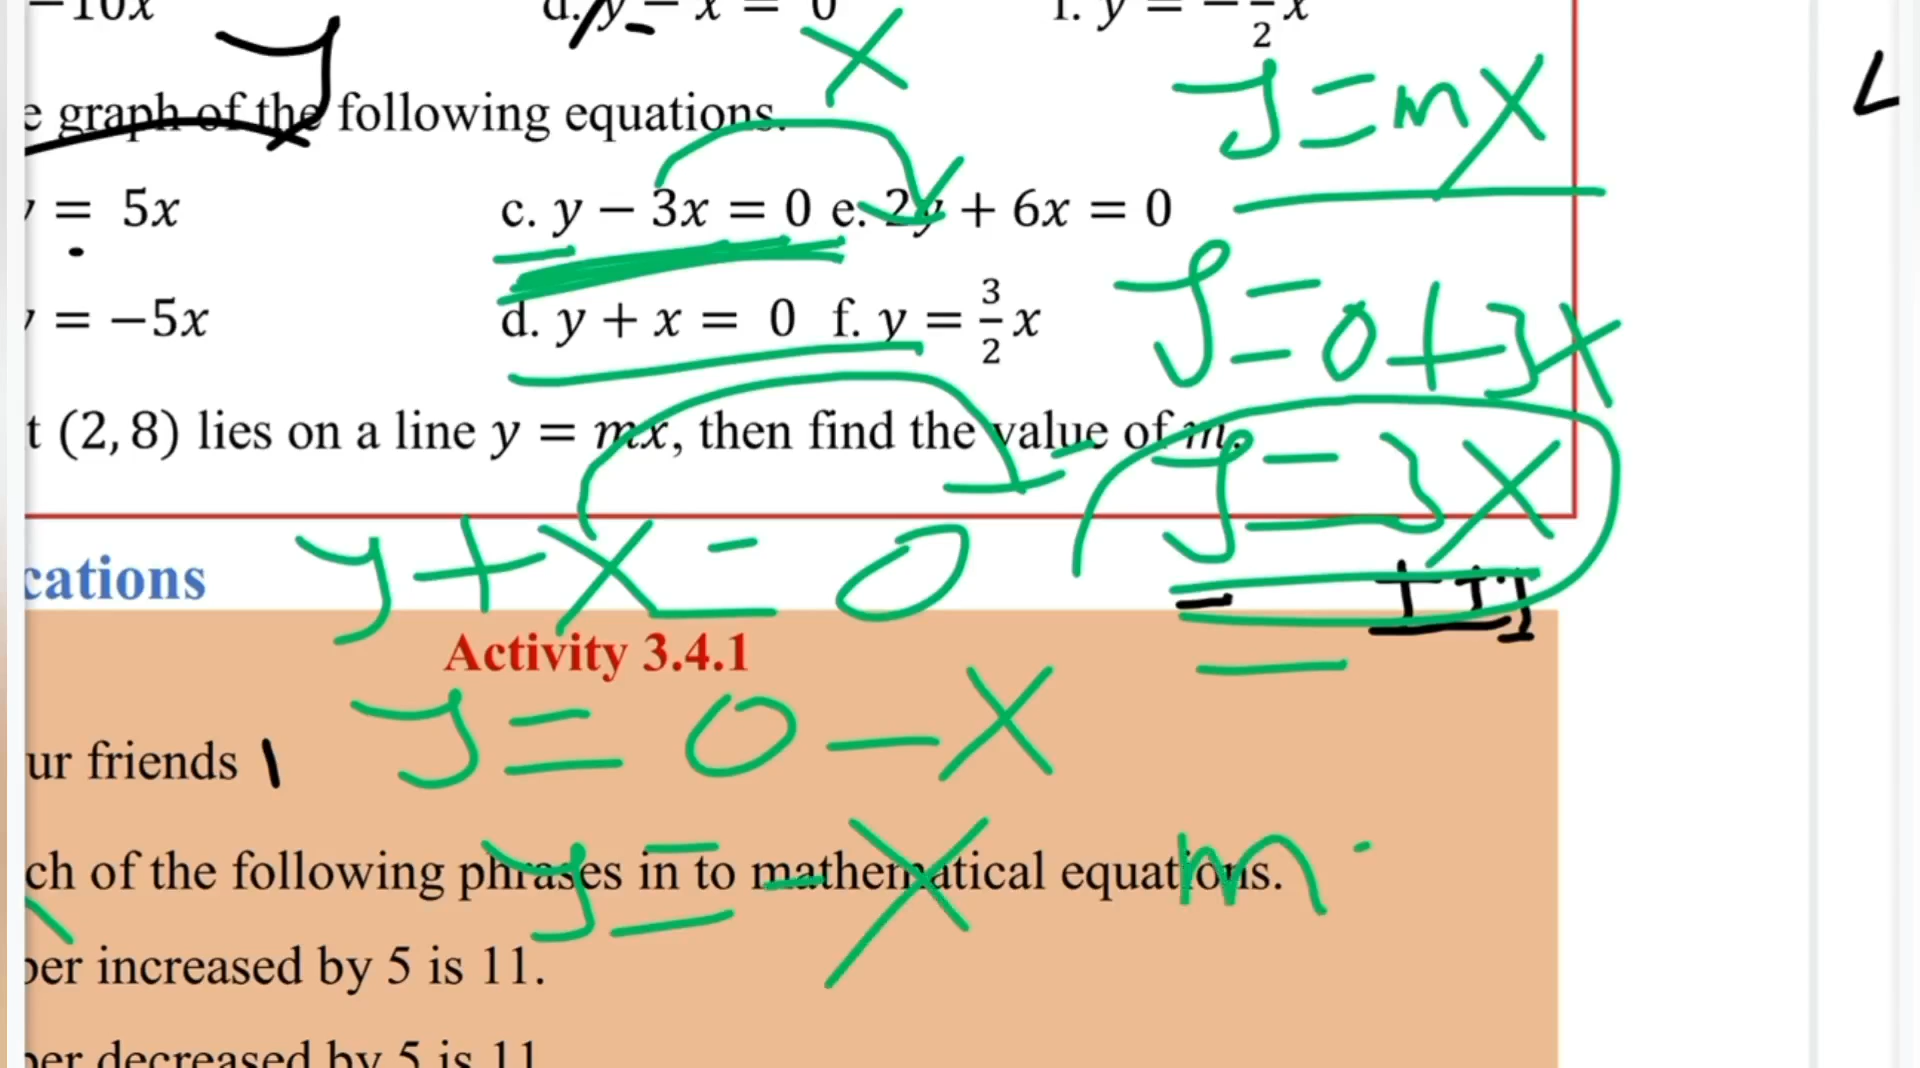 -10x d. y - x = 0
y x y = mx
e graph of the following equations.
= 5x c. y − 3x = 0 e. 2y + 6x = 0
y = 0 + 3x
= −5x d. y + x = 0 f. y = 3/2 x
t (2, 8) lies on a line y = mx, then find the value of m.
y = 3x
y + x = 0
cations
Activity 3.4.1
y = 0 - x
ur friends
y = - x m
ch of the following phrases in to mathematical equations.
ber increased by 5 is 11.
ber decreased by 5 is 11